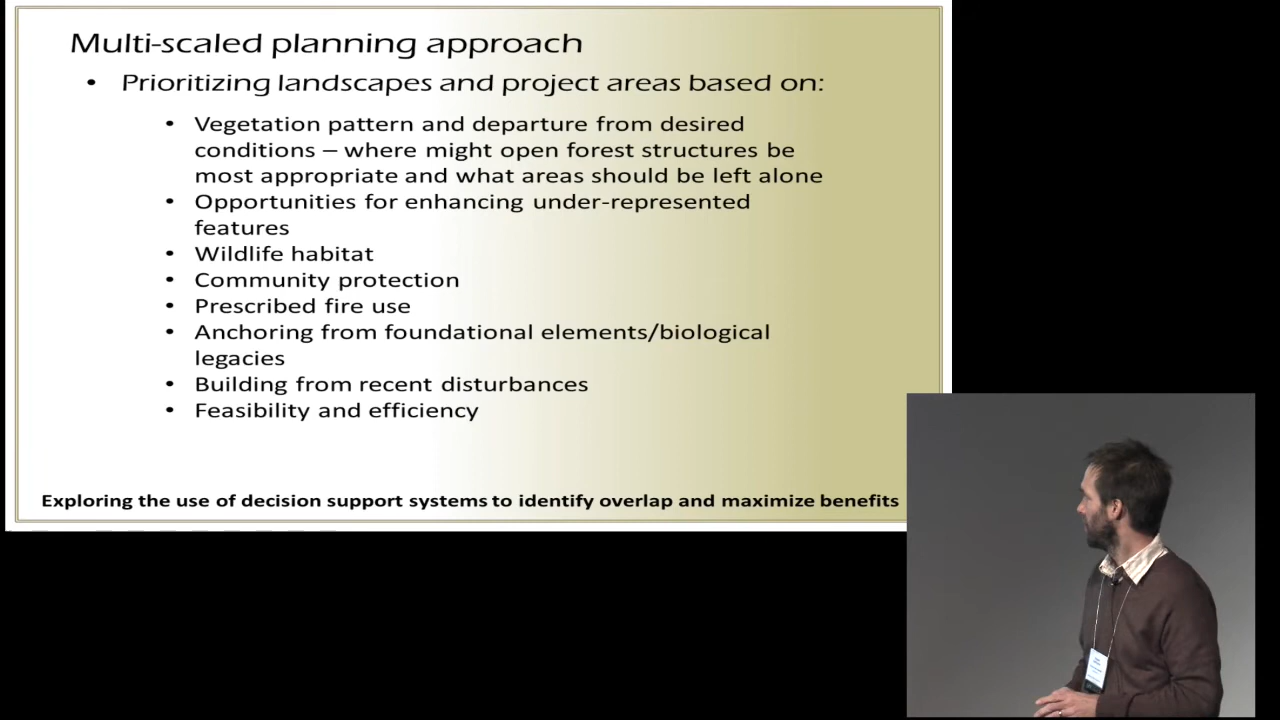 Multi-scaled planning approach
• Prioritizing landscapes and project areas based on:
• Vegetation pattern and departure from desired
conditions – where might open forest structures be
most appropriate and what areas should be left alone
• Opportunities for enhancing under-represented
features
• Wildlife habitat
• Community protection
• Prescribed fire use
• Anchoring from foundational elements/biological
legacies
• Building from recent disturbances
• Feasibility and efficiency
Exploring the use of decision support systems to identify overlap and maximize benefits